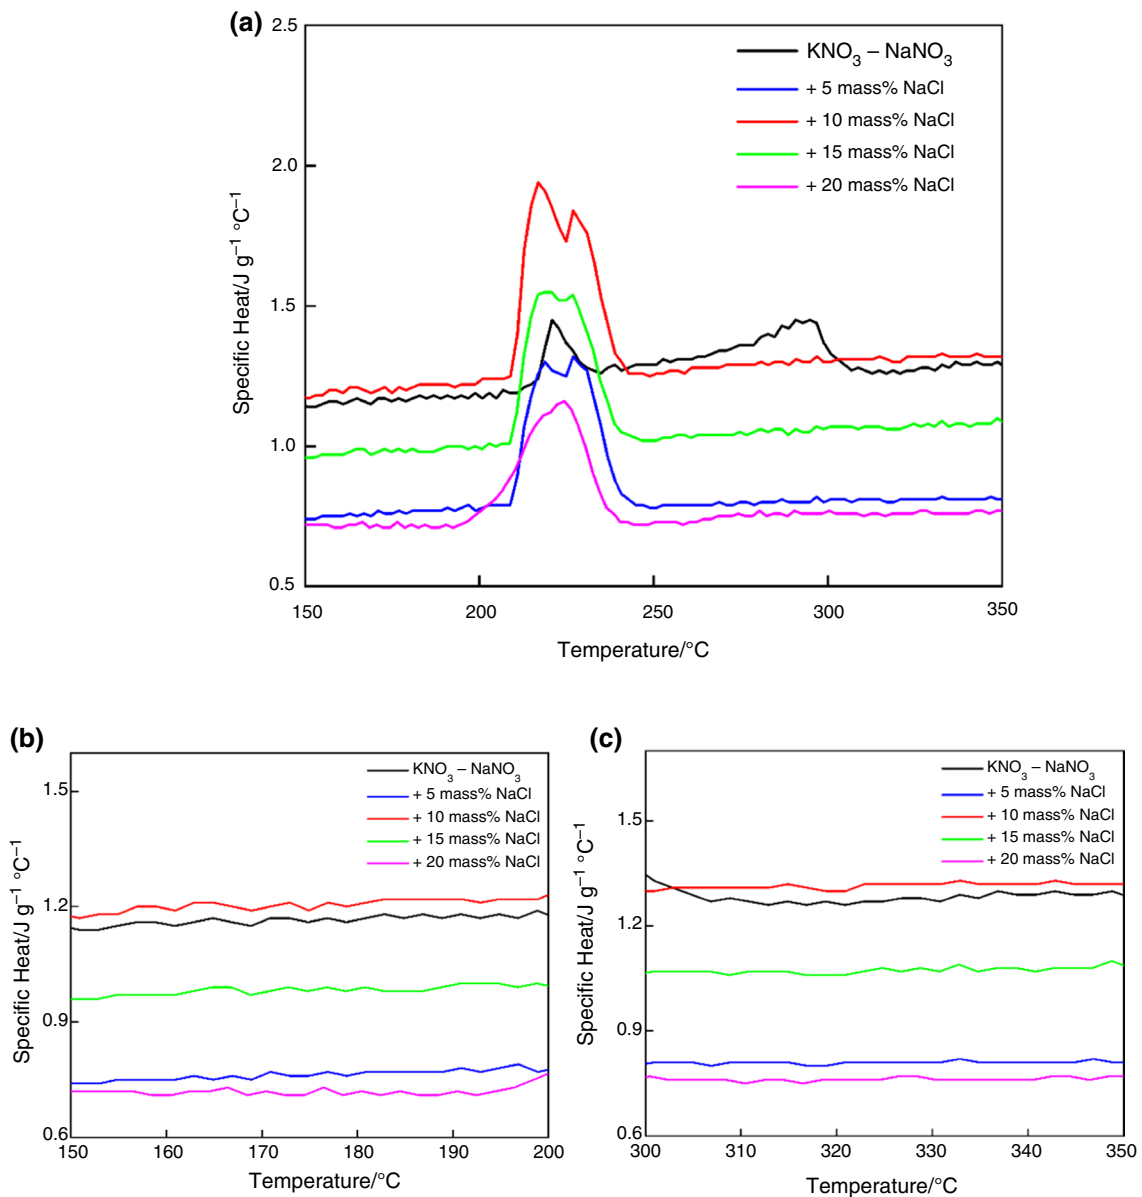 (a)
2.5
2.0
1.5
1.0
0.5
Specific Heat/J g⁻¹ °C⁻¹
KNO₃ – NaNO₃
+ 5 mass% NaCl
+ 10 mass% NaCl
+ 15 mass% NaCl
+ 20 mass% NaCl
150 200 250 300 350
Temperature/°C
(b)
1.5
1.2
0.9
0.6
Specific Heat/J g⁻¹ °C⁻¹
KNO₃ – NaNO₃
+ 5 mass% NaCl
+ 10 mass% NaCl
+ 15 mass% NaCl
+ 20 mass% NaCl
150 160 170 180 190 200
Temperature/°C
(c)
1.5
1.2
0.9
0.6
Specific Heat/J g⁻¹ °C⁻¹
KNO₃ – NaNO₃
+ 5 mass% NaCl
+ 10 mass% NaCl
+ 15 mass% NaCl
+ 20 mass% NaCl
300 310 320 330 340 350
Temperature/°C